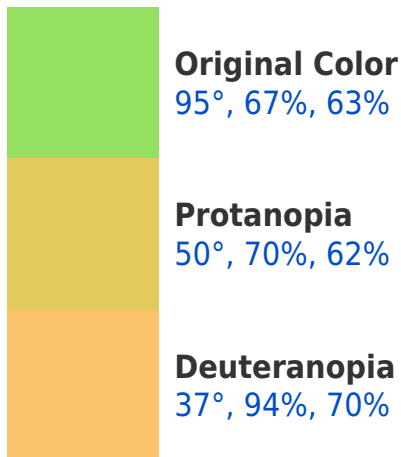 Original Color
95°, 67%, 63%
Protanopia
50°, 70%, 62%
Deuteranopia
37°, 94%, 70%